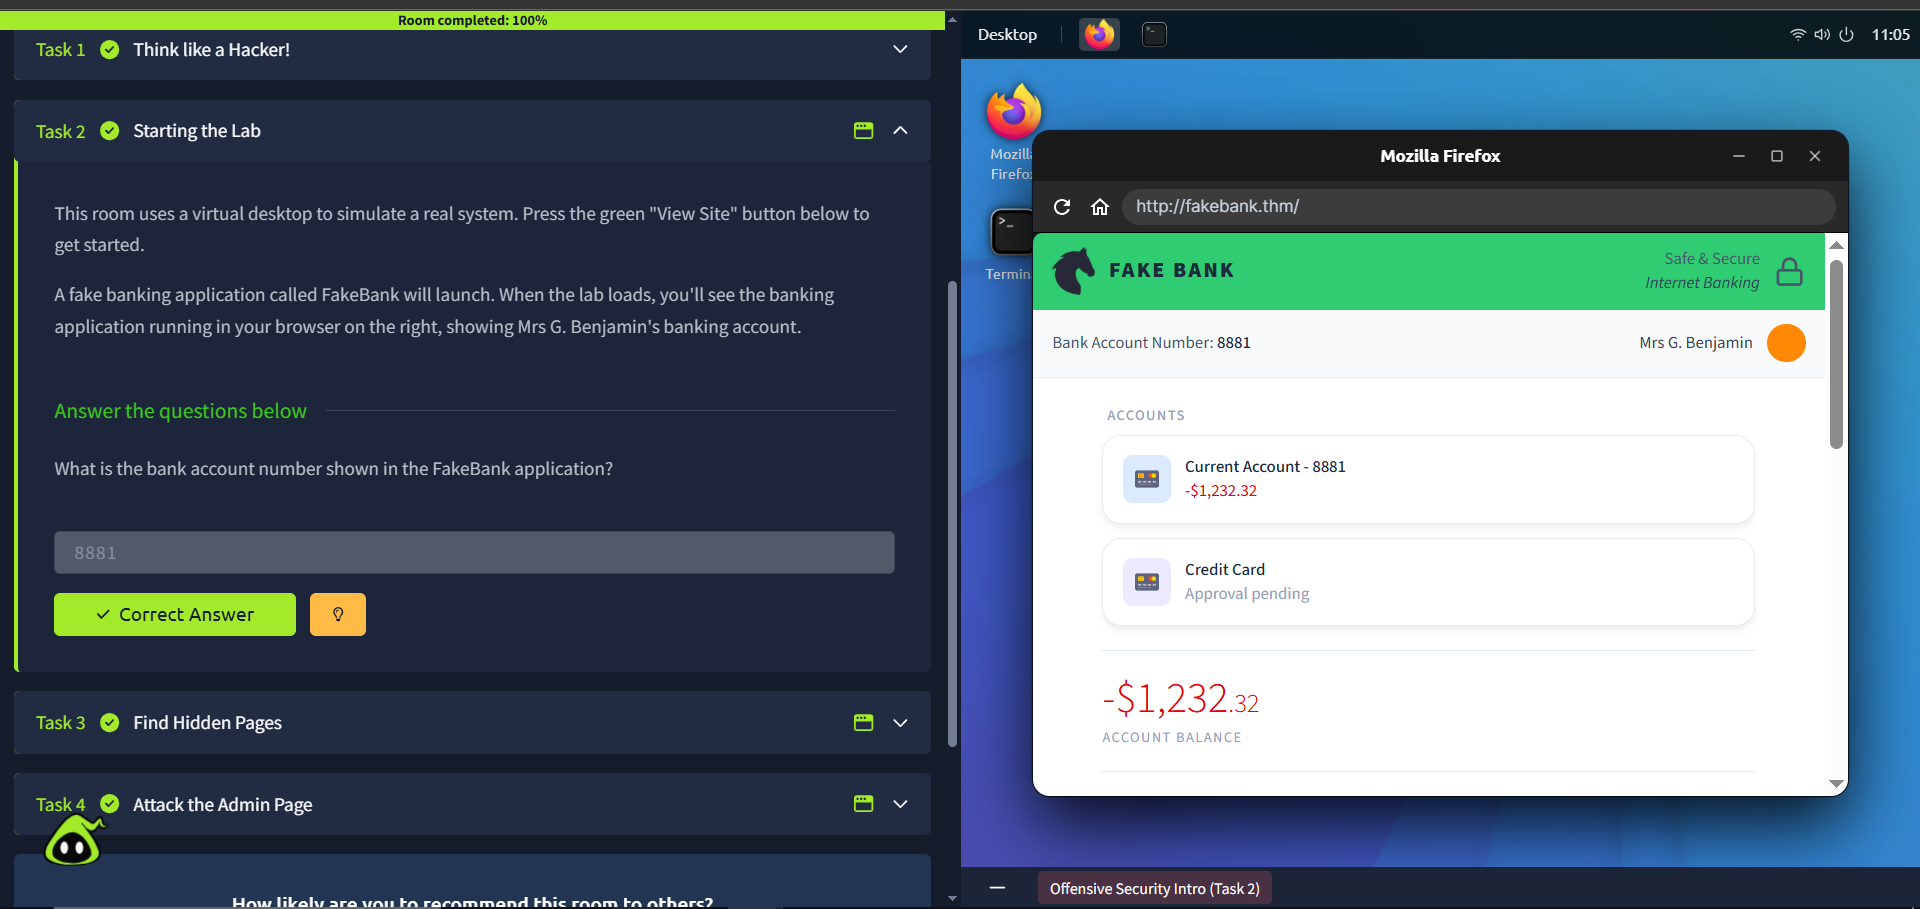 Room completed: 100%
Task 1 Think like a Hacker!
Task 2 Starting the Lab
This room uses a virtual desktop to simulate a real system. Press the green "View Site" button below to
get started.
A fake banking application called FakeBank will launch. When the lab loads, you'll see the banking
application running in your browser on the right, showing Mrs G. Benjamin's banking account.
Answer the questions below
What is the bank account number shown in the FakeBank application?
8881
Correct Answer
Task 3 Find Hidden Pages
Task 4 Attack the Admin Page
How likely are you to recommend this room to others?
Desktop
11:05
Mozilla Firefox
http://fakebank.thm/
FAKE BANK
Safe & Secure
Internet Banking
Bank Account Number: 8881
Mrs G. Benjamin
ACCOUNTS
Current Account - 8881
-$1,232.32
Credit Card
Approval pending
-$1,232.32
ACCOUNT BALANCE
Offensive Security Intro (Task 2)